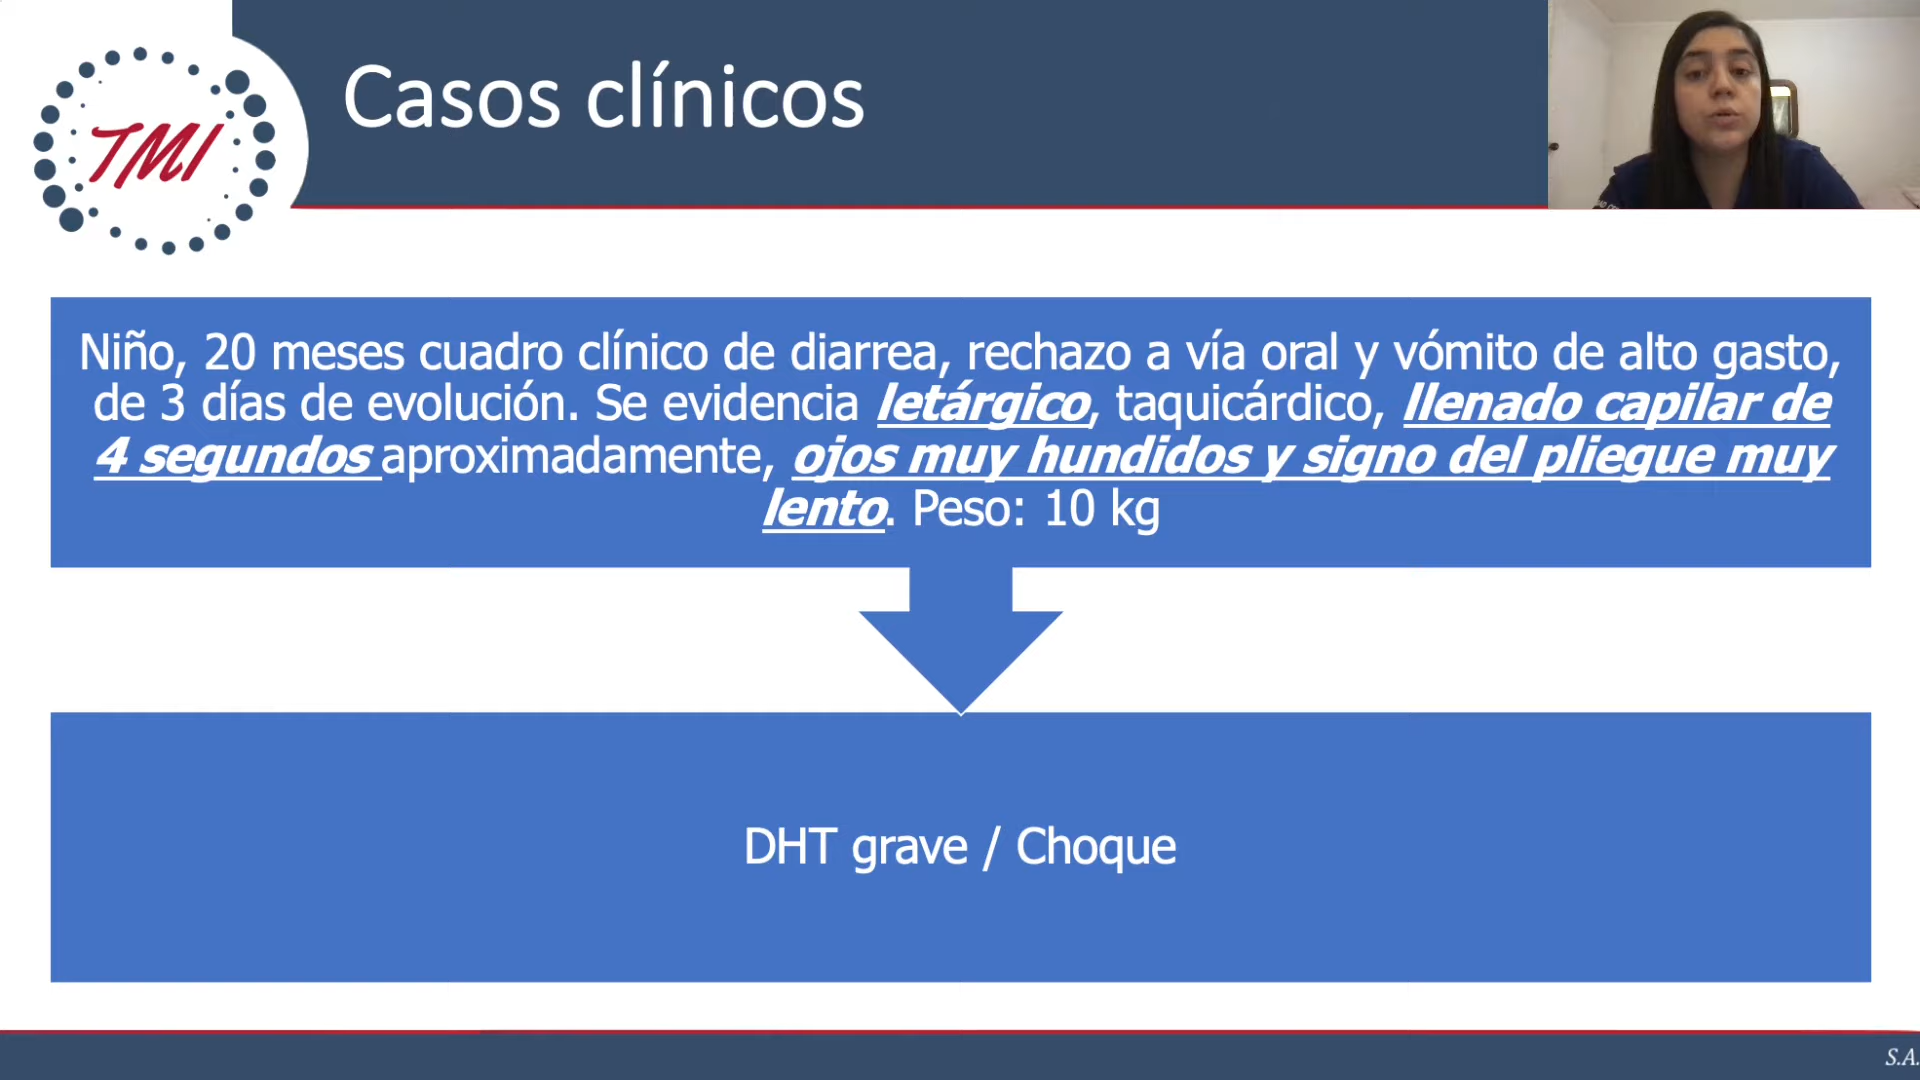 TMI
Casos clínicos
Niño, 20 meses cuadro clínico de diarrea, rechazo a vía oral y vómito de alto gasto,
de 3 días de evolución. Se evidencia letárgico, taquicárdico, llenado capilar de
4 segundos aproximadamente, ojos muy hundidos y signo del pliegue muy
lento. Peso: 10 kg
DHT grave / Choque
S.A.